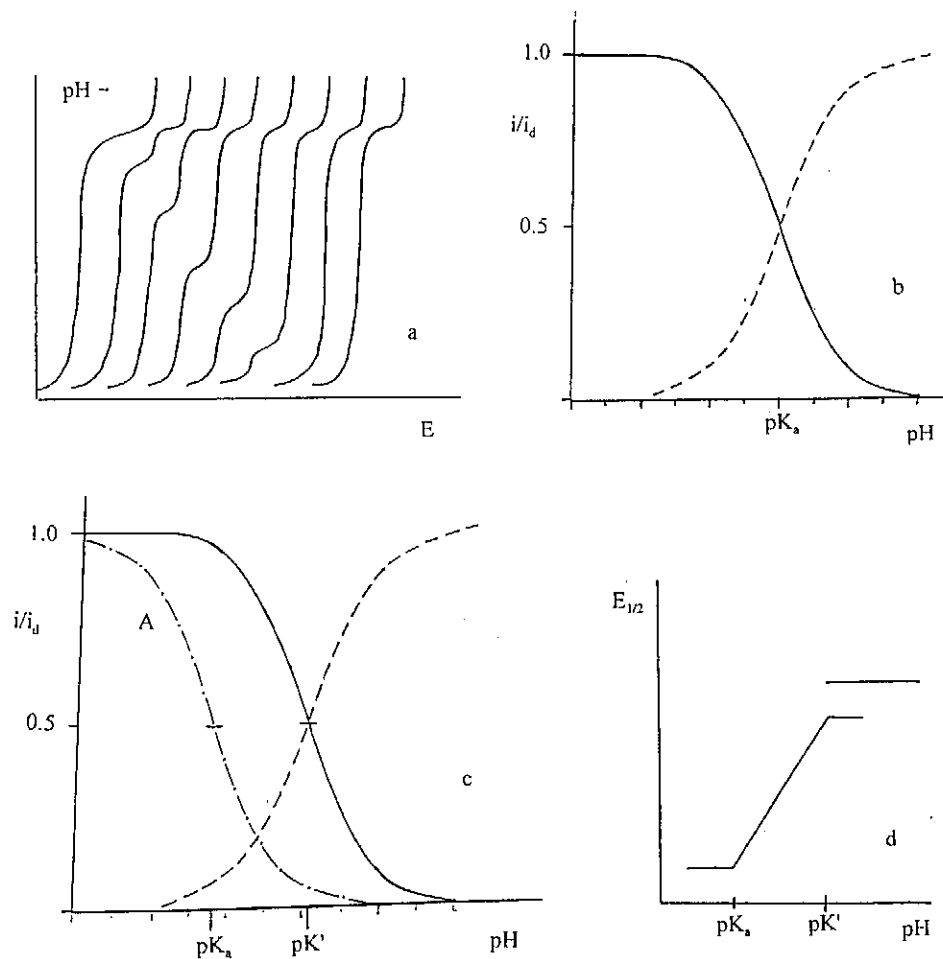 pH →
a
E
1.0
i/i_d
0.5
b
pK_a
pH
1.0
A
i/i_d
0.5
c
pK_a
pK'
pH
E_1/2
d
pK_a
pK'
pH